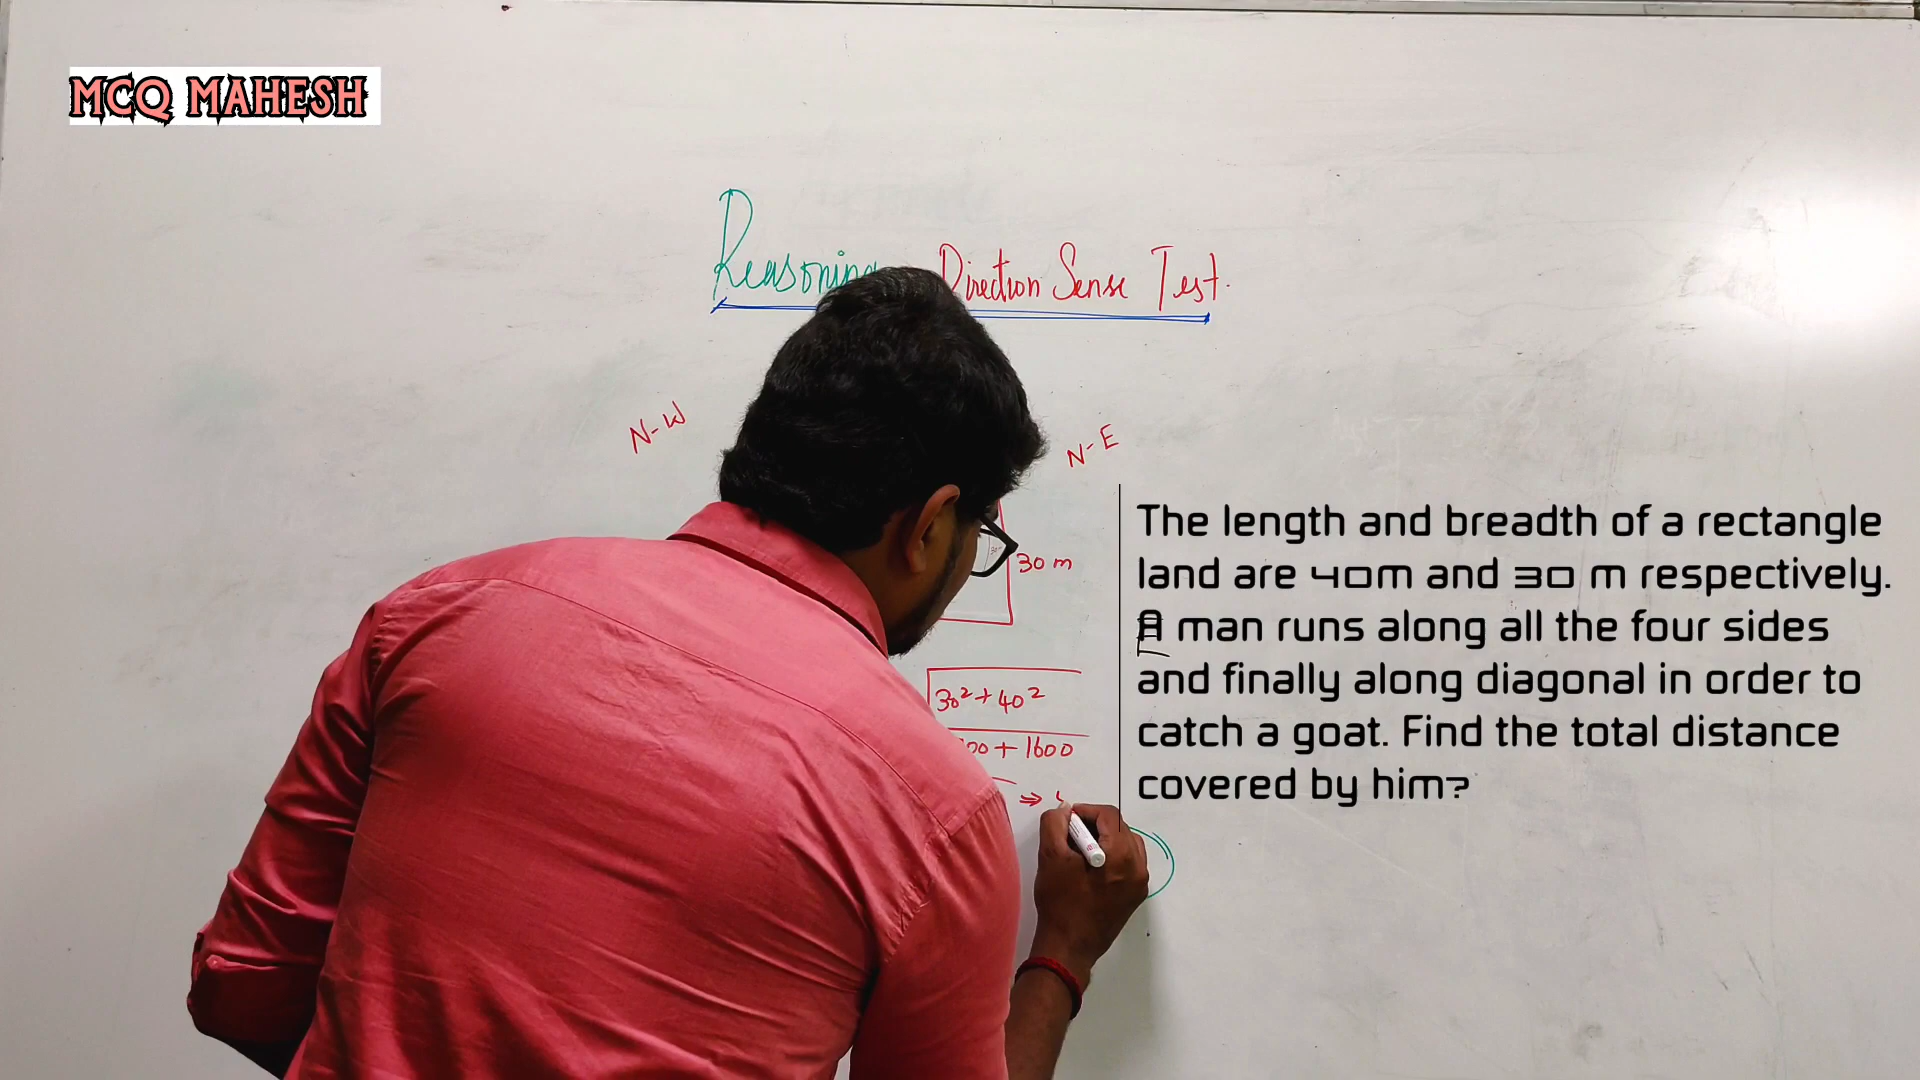 MCQ MAHESH
Reasoning Direction Sense Test.
N-W
N-E
30 m
The length and breadth of a rectangle
land are 40m and 30 m respectively.
A man runs along all the four sides
and finally along diagonal in order to
catch a goat. Find the total distance
covered by him?
30² + 40²
+ 1600
⇒